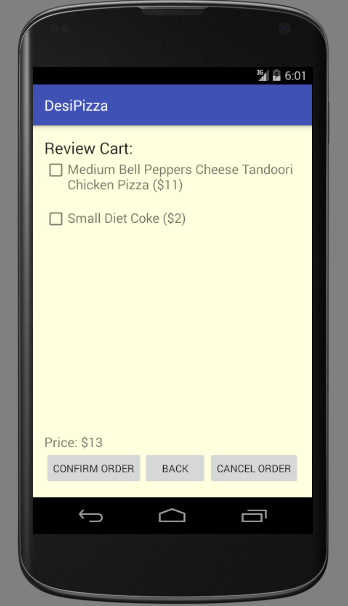 3G 6:01
DesiPizza
Review Cart:
Medium Bell Peppers Cheese Tandoori
Chicken Pizza ($11)
Small Diet Coke ($2)
Price: $13
CONFIRM ORDER BACK CANCEL ORDER